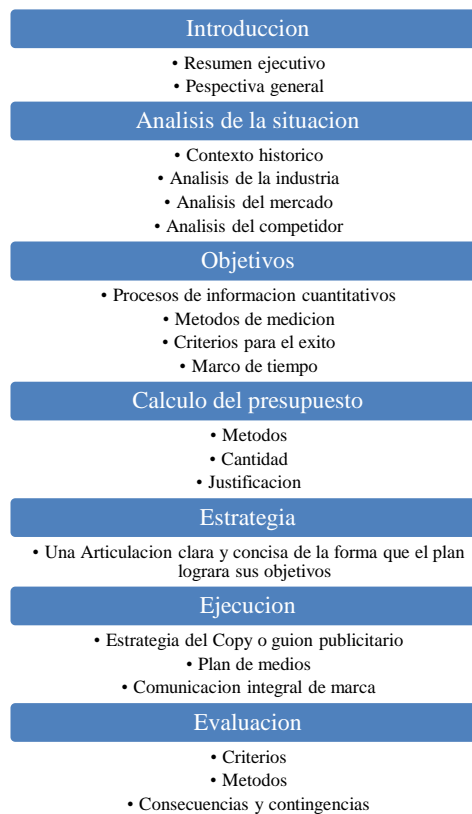 Introduccion
• Resumen ejecutivo
• Pespectiva general
Analisis de la situacion
• Contexto historico
• Analisis de la industria
• Analisis del mercado
• Analisis del competidor
Objetivos
• Procesos de informacion cuantitativos
• Metodos de medicion
• Criterios para el exito
• Marco de tiempo
Calculo del presupuesto
• Metodos
• Cantidad
• Justificacion
Estrategia
• Una Articulacion clara y concisa de la forma que el plan
lograra sus objetivos
Ejecucion
• Estrategia del Copy o guion publicitario
• Plan de medios
• Comunicacion integral de marca
Evaluacion
• Criterios
• Metodos
• Consecuencias y contingencias